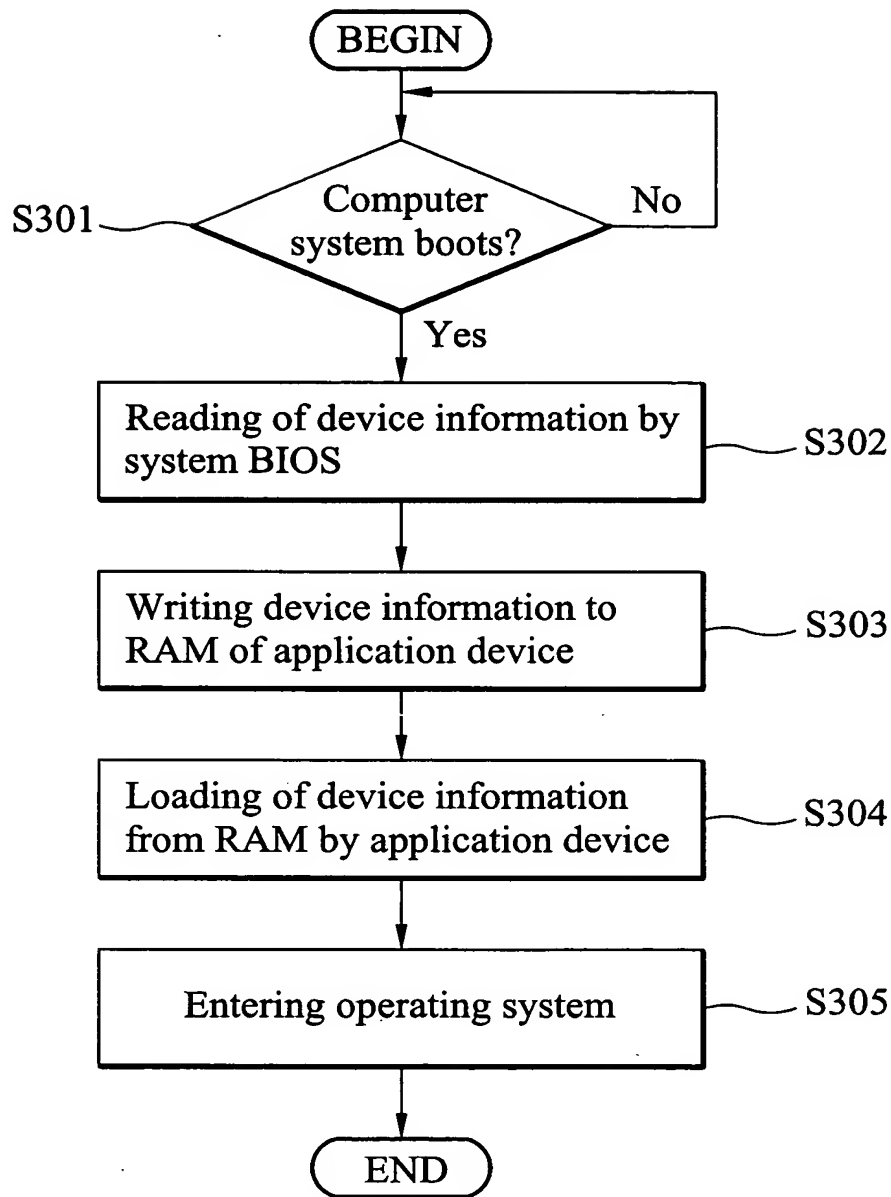 BEGIN
Computer
system boots?
No
S301
Yes
Reading of device information by
system BIOS
S302
Writing device information to
RAM of application device
S303
Loading of device information
from RAM by application device
S304
Entering operating system
S305
END